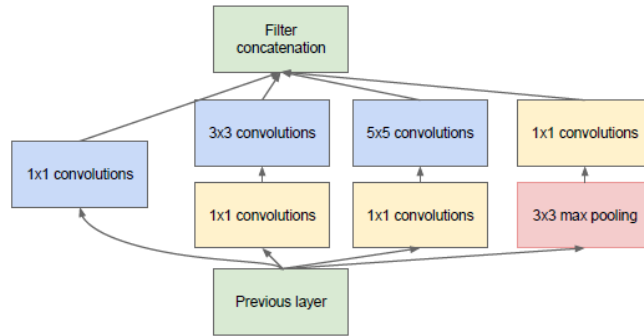 Filter
concatenation
3x3 convolutions
5x5 convolutions
1x1 convolutions
1x1 convolutions
1x1 convolutions
1x1 convolutions
3x3 max pooling
Previous layer